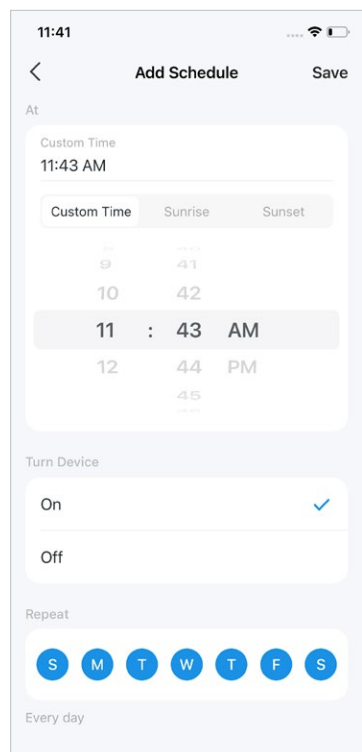 11:41
Add Schedule Save
At
Custom Time
11:43 AM
Custom Time Sunrise Sunset
9 41
10 42
11 : 43 AM
12 44 PM
45
Turn Device
On
Off
Repeat
S M T W T F S
Every day